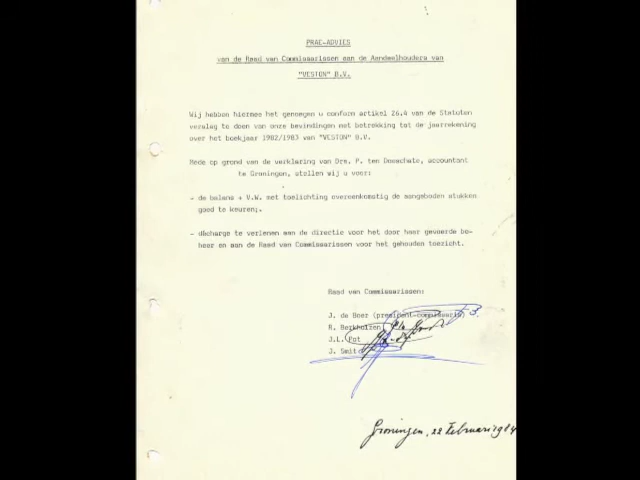 PRAE-ADVIES
van de Raad van Commissarissen aan de Aandeelhouders van
"VESTON" B.V.
Wij hebben hiermee het genoegen u conform artikel 26.4 van de Statuten
verslag te doen van onze bevindingen met betrekking tot de jaarrekening
over het boekjaar 1982/1983 van "VESTON" B.V.
Mede op grond van de verklaring van Drs. P. ten Doesschate, accountant
te Groningen, stellen wij u voor:
- de balans + V.W. met toelichting overeenkomstig de aangeboden stukken
goed te keuren;.
- décharge te verlenen aan de directie voor het door haar gevoerde be-
heer en aan de Raad van Commissarissen voor het gehouden toezicht.
Raad van Commissarissen:
J. de Boer (president-commissaris)
R. Berkhuizen
J.L. Pot
J. Smit
Groningen, 22 Februari 1984